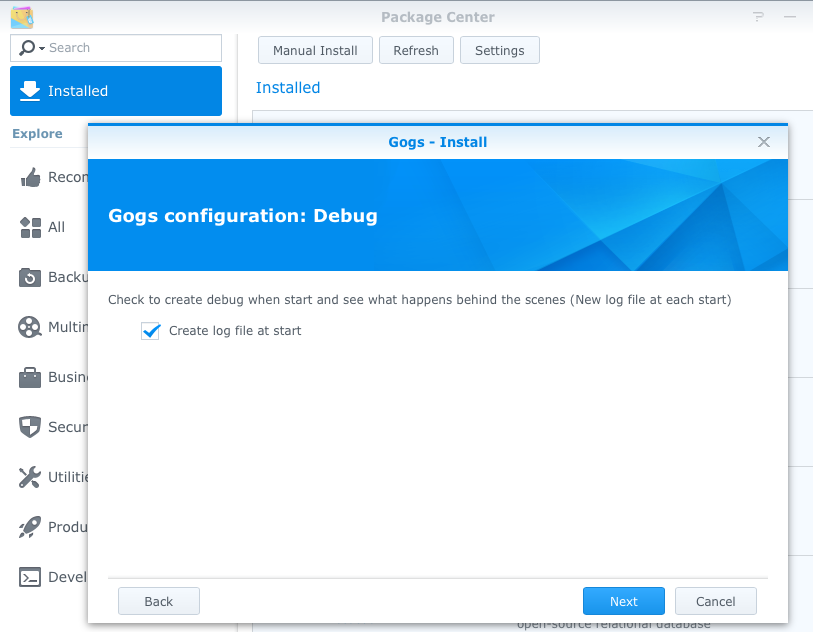 Package Center
Search
Manual Install
Refresh
Settings
Installed
Installed
Explore
Gogs - Install
Recon
All
Backu
Multin
Busin
Secur
Utilitie
Produ
Devel
Gogs configuration: Debug
Check to create debug when start and see what happens behind the scenes (New log file at each start)
Create log file at start
Back
Next
Cancel
open-source relational database